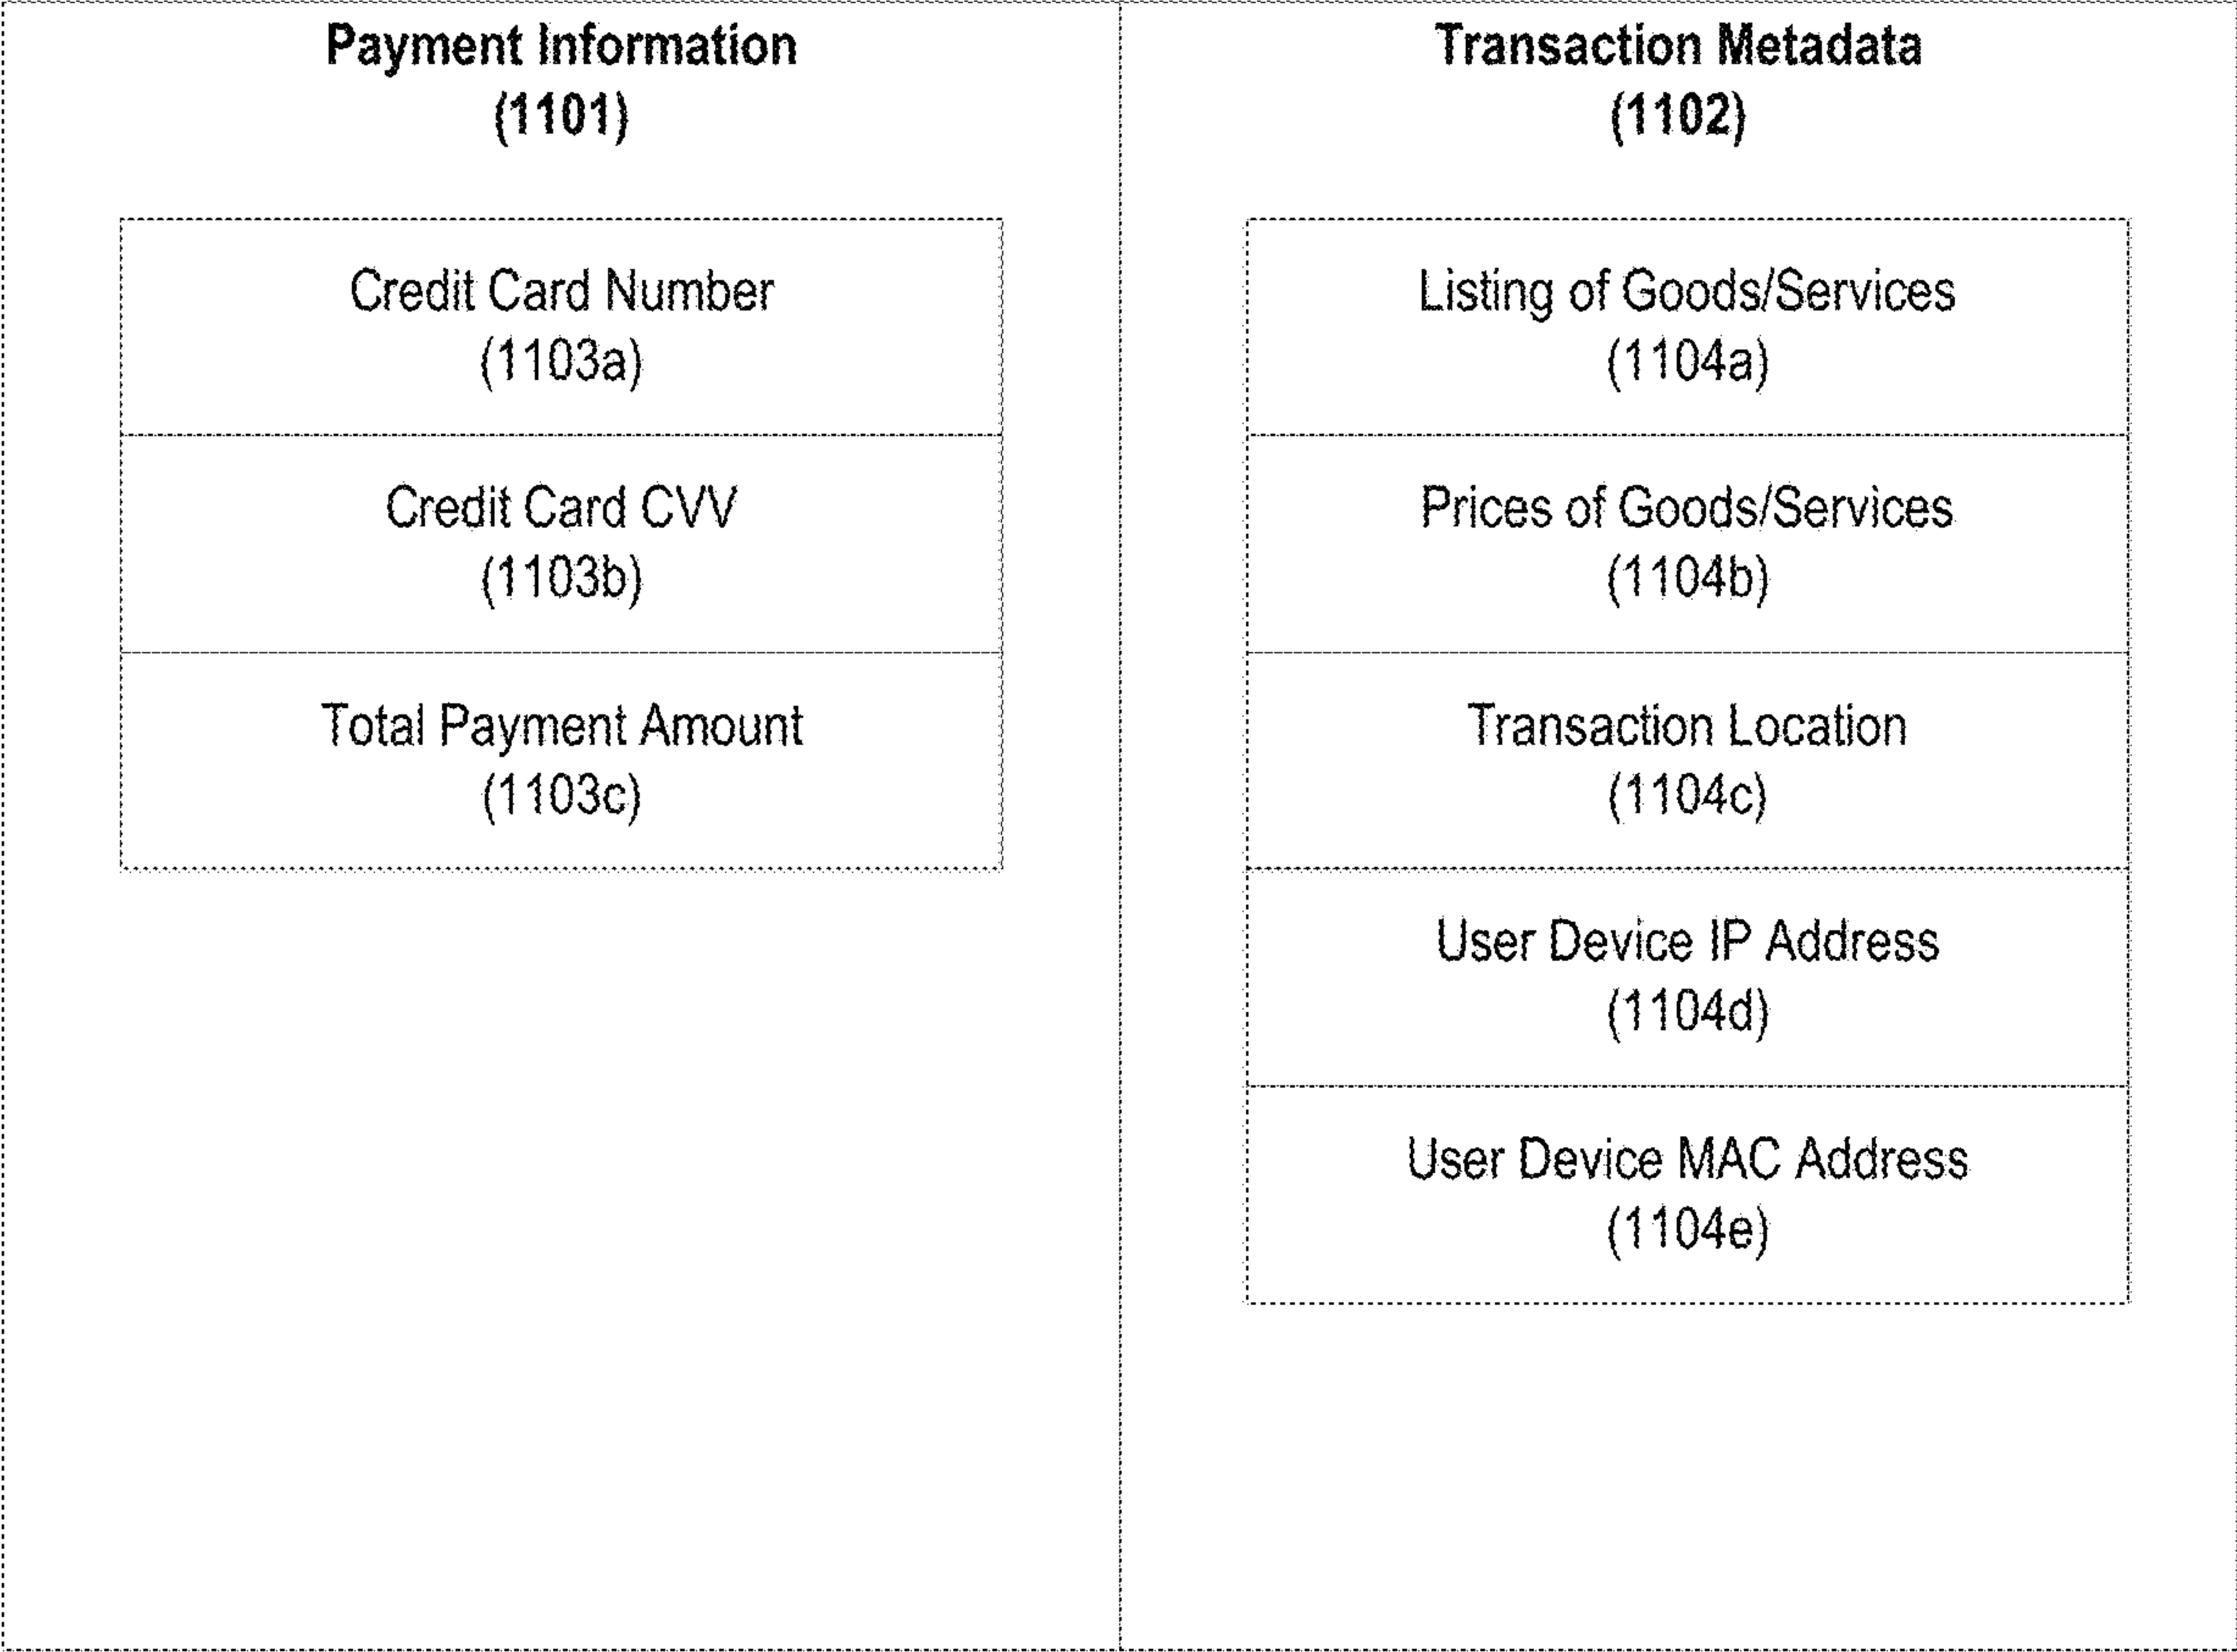 Payment Information
(1101)
Credit Card Number
(1103a)
Credit Card CVV
(1103b)
Total Payment Amount
(1103c)
Transaction Metadata
(1102)
Listing of Goods/Services
(1104a)
Prices of Goods/Services
(1104b)
Transaction Location
(1104c)
User Device IP Address
(1104d)
User Device MAC Address
(1104e)